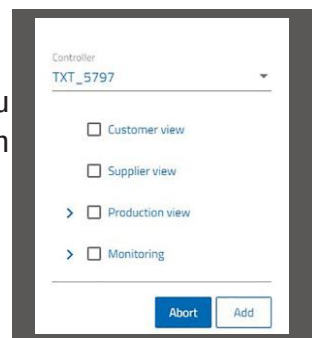 Controller
TXT_5797
u
Customer view
n
Supplier view
Production view
Monitoring
Abort
Add